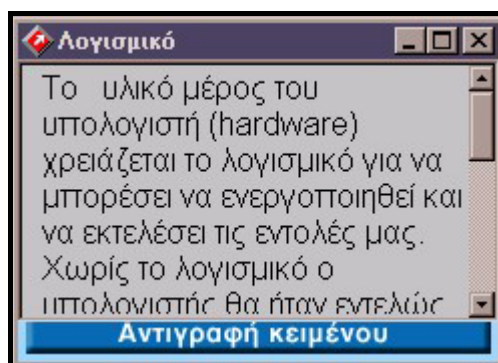 Λογισμικό
Το υλικό μέρος του
υπολογιστή (hardware)
χρειάζεται το λογισμικό για να
μπορέσει να ενεργοποιηθεί και
να εκτελέσει τις εντολές μας.
Χωρίς το λογισμικό ο
υπολογιστής θα ήταν εντελώς
Αντιγραφή κειμένου